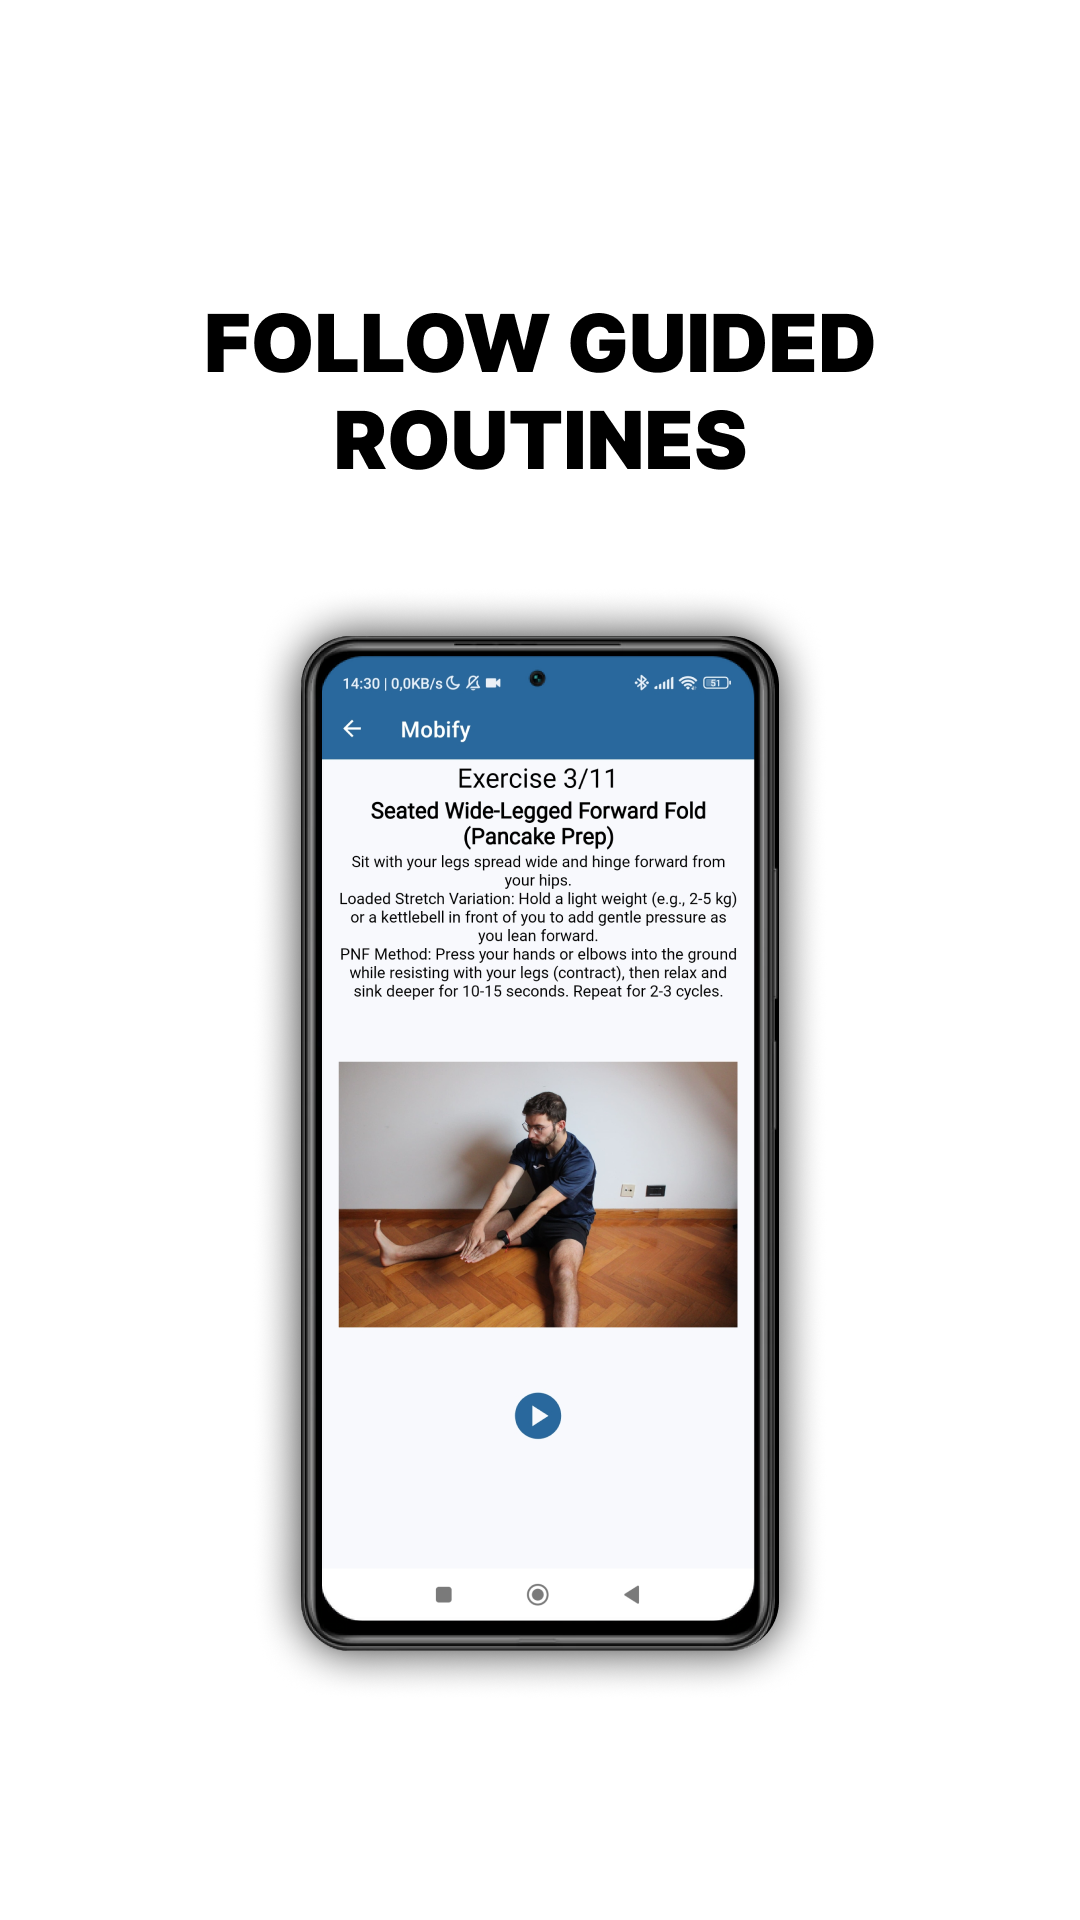 FOLLOW GUIDED
ROUTINES
14:30 | 0,0KB/s
51
Mobify
Exercise 3/11
Seated Wide-Legged Forward Fold
(Pancake Prep)
Sit with your legs spread wide and hinge forward from
your hips.
Loaded Stretch Variation: Hold a light weight (e.g., 2-5 kg)
or a kettlebell in front of you to add gentle pressure as
you lean forward.
PNF Method: Press your hands or elbows into the ground
while resisting with your legs (contract), then relax and
sink deeper for 10-15 seconds. Repeat for 2-3 cycles.